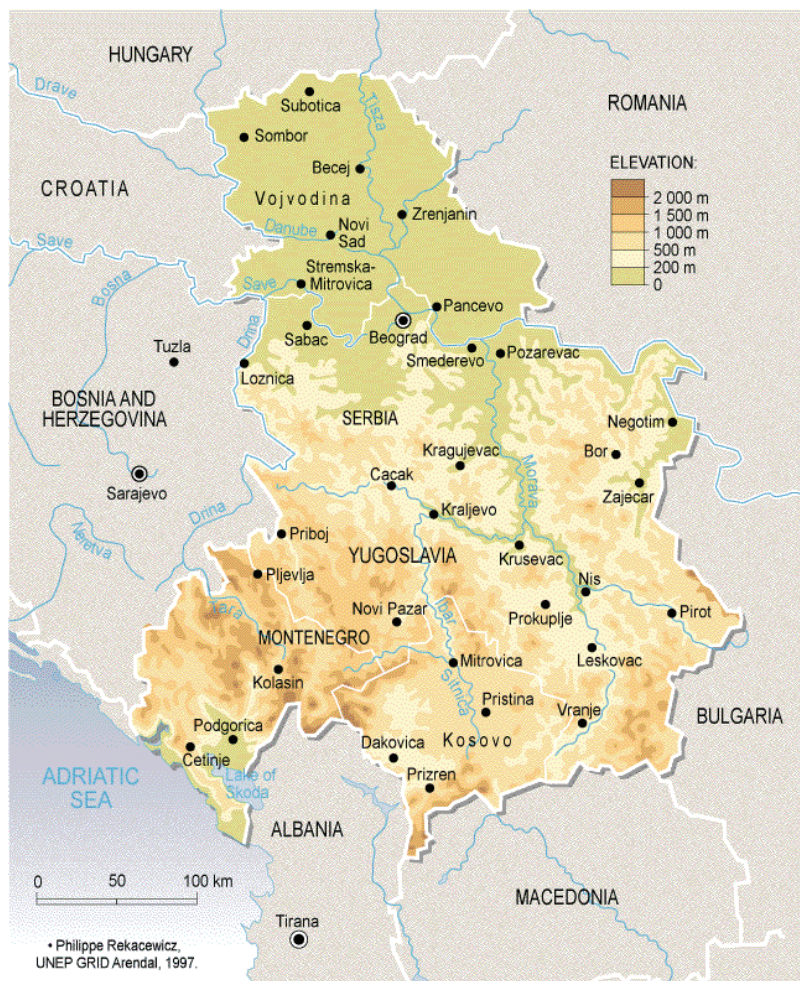 HUNGARY
ROMANIA
Drave
Subotica
Tisza
Sombor
ELEVATION:
Becej
CROATIA
Vojvodina
2 000 m
1 500 m
1 000 m
500 m
200 m
0
Zrenjanin
Danube
Novi
Sad
Save
Stremska-
Mitrovica
Save
Bosna
Pancevo
Drina
Sabac
Beograd
Smederevo
Pozarevac
Tuzla
Loznica
BOSNIA AND
HERZEGOVINA
SERBIA
Negotim
Kragujevac
Bor
Cacak
Morava
Zajecar
Sarajevo
Kraljevo
Drina
Neretva
Priboj
YUGOSLAVIA
Krusevac
Pljevlja
Nis
Tara
Novi Pazar
Ibar
Prokuplje
Pirot
MONTENEGRO
Mitrovica
Leskovac
Kolasin
Sitnica
Pristina
Vranje
BULGARIA
Podgorica
Kosovo
Dakovica
Cetinje
ADRIATIC
SEA
Lake of
Skoda
Prizren
ALBANIA
0 50 100 km
MACEDONIA
Tirana
• Philippe Rekacewicz,
UNEP GRID Arendal, 1997.